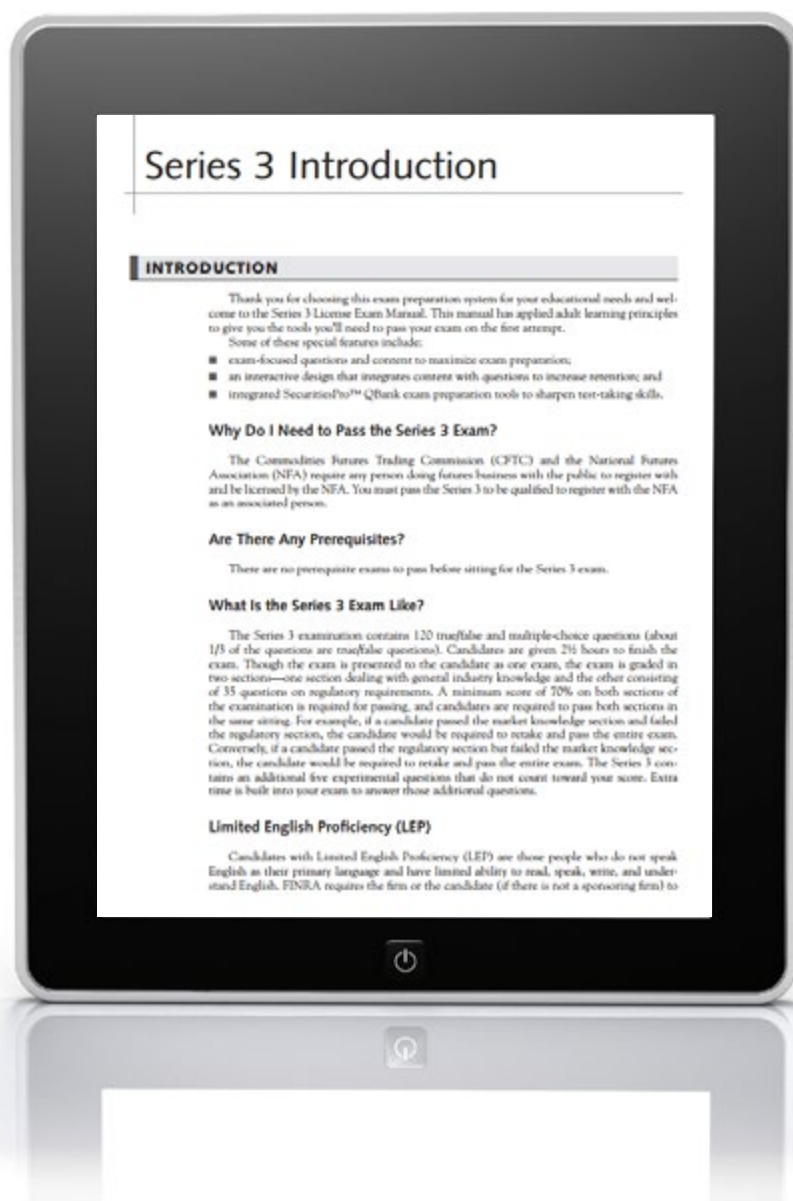 Series 3 Introduction
INTRODUCTION
Thank you for choosing this exam preparation system for your educational needs and wel-
come to the Series 3 License Exam Manual. This manual has applied adult learning principles
to give you the tools you'll need to pass your exam on the first attempt.
Some of these special features include:
■ exam-focused questions and content to maximize exam preparation;
■ an interactive design that integrates content with questions to increase retention; and
■ integrated SecuritiesPro™ QBank exam preparation tools to sharpen test-taking skills.
Why Do I Need to Pass the Series 3 Exam?
The Commodities Futures Trading Commission (CFTC) and the National Futures
Association (NFA) require any person doing futures business with the public to register with
and be licensed by the NFA. You must pass the Series 3 to be qualified to register with the NFA
as an associated person.
Are There Any Prerequisites?
There are no prerequisite exams to pass before sitting for the Series 3 exam.
What Is the Series 3 Exam Like?
The Series 3 examination contains 120 true/false and multiple-choice questions (about
1/3 of the questions are true/false questions). Candidates are given 2½ hours to finish the
exam. Though the exam is presented to the candidate as one exam, the exam is graded in
two sections—one section dealing with general industry knowledge and the other consisting
of 35 questions on regulatory requirements. A minimum score of 70% on both sections of
the examination is required for passing, and candidates are required to pass both sections in
the same sitting. For example, if a candidate passed the market knowledge section and failed
the regulatory section, the candidate would be required to retake and pass the entire exam.
Conversely, if a candidate passed the regulatory section but failed the market knowledge sec-
tion, the candidate would be required to retake and pass the entire exam. The Series 3 con-
tains an additional five experimental questions that do not count toward your score. Extra
time is built into your exam to answer those additional questions.
Limited English Proficiency (LEP)
Candidates with Limited English Proficiency (LEP) are those people who do not speak
English as their primary language and have limited ability to read, speak, write, and under-
stand English. FINRA requires the firm or the candidate (if there is not a sponsoring firm) to